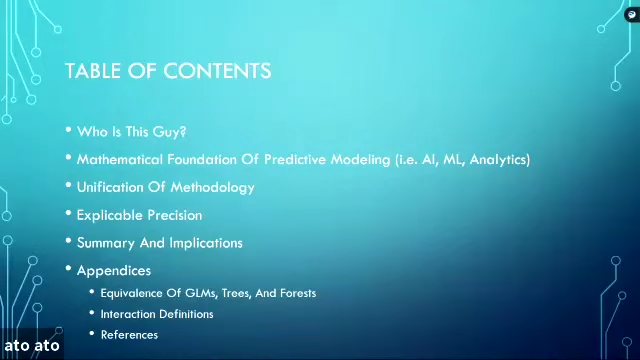 TABLE OF CONTENTS
• Who Is This Guy?
• Mathematical Foundation Of Predictive Modeling (i.e. AI, ML, Analytics)
• Unification Of Methodology
• Explicable Precision
• Summary And Implications
• Appendices
• Equivalence Of GLMs, Trees, And Forests
• Interaction Definitions
• References
ato ato